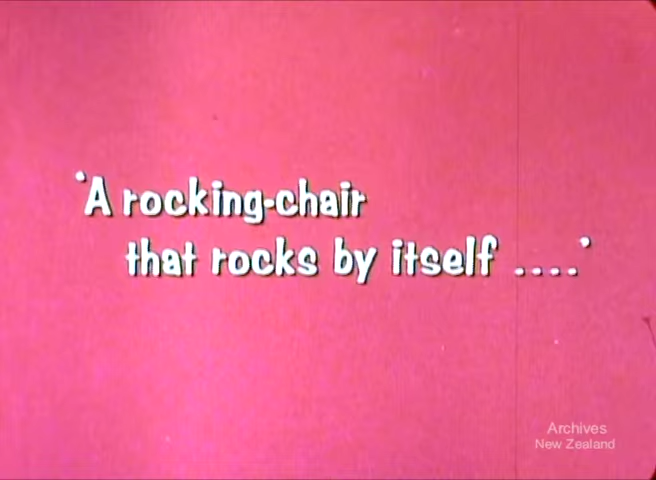 ‘A rocking-chair
that rocks by itself ....’
Archives
New Zealand